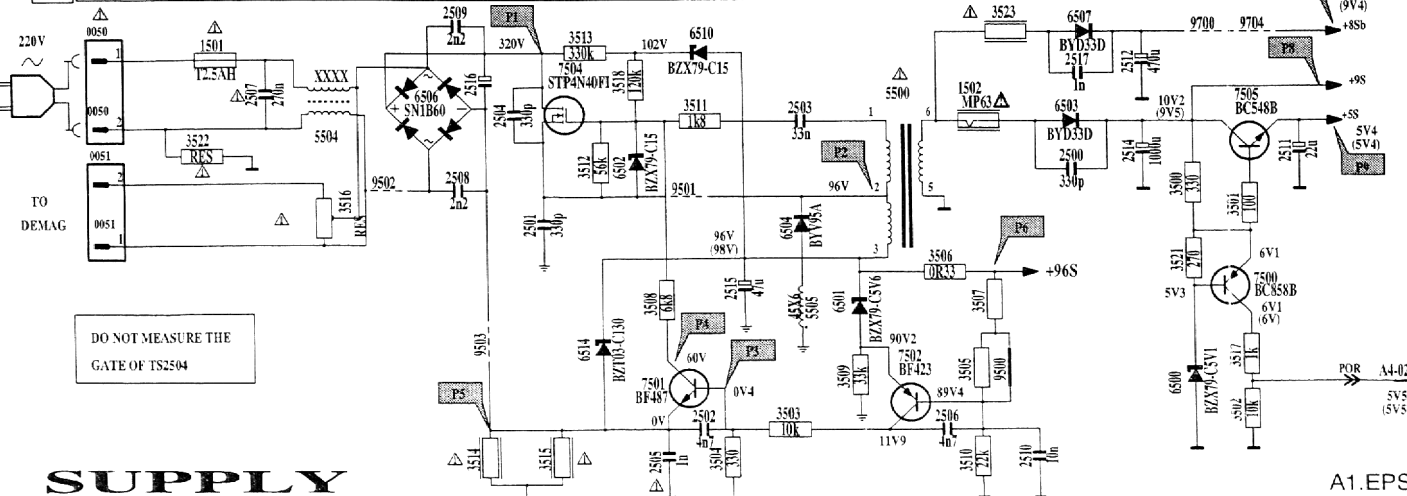 (9V4)
+8Sb
9700 9704
6507
BYD33D
2517
1n
3523
2512
470u
P8
+9S
P1
2509
2n2
320V
3513
330k
102V
6510
BZX79-C15
0050
220V
1
1501
T2.5AH
2507
270n
XXXX
5504
0050
2
3522
RES
0051
2
TO
DEMAG
0051
1
3516
RES
9502
6506
SN1B60
2516
2508
2n2
7504
STP4N40FI
3518
120k
2504
330p
3512
56k
6502
BZX79-C15
3511
1k8
2503
33n
5500
1
2
3
6
5
1502
MP63
6503
BYD33D
2500
330p
10V2
(9V5)
2514
1000u
7505
BC548B
+5S
5V4
(5V4)
2511
22u
P9
3500
330
3501
100
P2
96V
9501
2501
330p
96V
(98V)
6504
BYV95A
P6
3506
0R33
+96S
3521
270
6V1
7500
BC858B
5V3
6V1
(6V)
3508
6k8
2515
47u
45X6
5505
6501
BZX79-C5V6
3507
DO NOT MEASURE THE
GATE OF TS2504
9503
6514
BZT03-C130
P4
60V
P3
90V2
7502
BF423
3505
9500
6500
BZX79-C5V1
3517
1k
POR
A4-02
P5
7501
BF487
0V4
3509
33k
89V4
3502
10k
5V5
(5V5
0V
2502
4n7
3503
10k
2506
4n7
11V9
3514
3515
2505
1n
3504
330
3510
22k
2510
10n
SUPPLY
A1.EPS